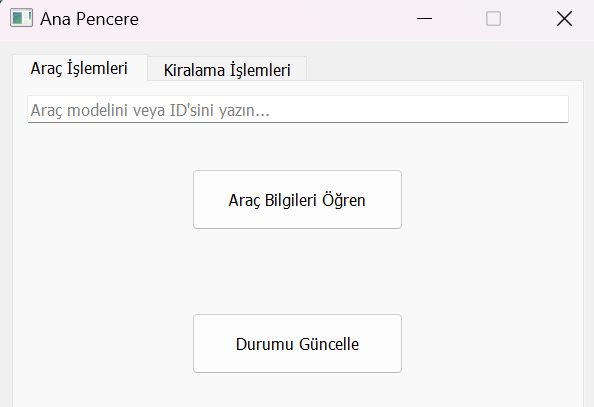 Ana Pencere
Araç İşlemleri
Kiralama İşlemleri
Araç modelini veya ID'sini yazın...
Araç Bilgileri Öğren
Durumu Güncelle